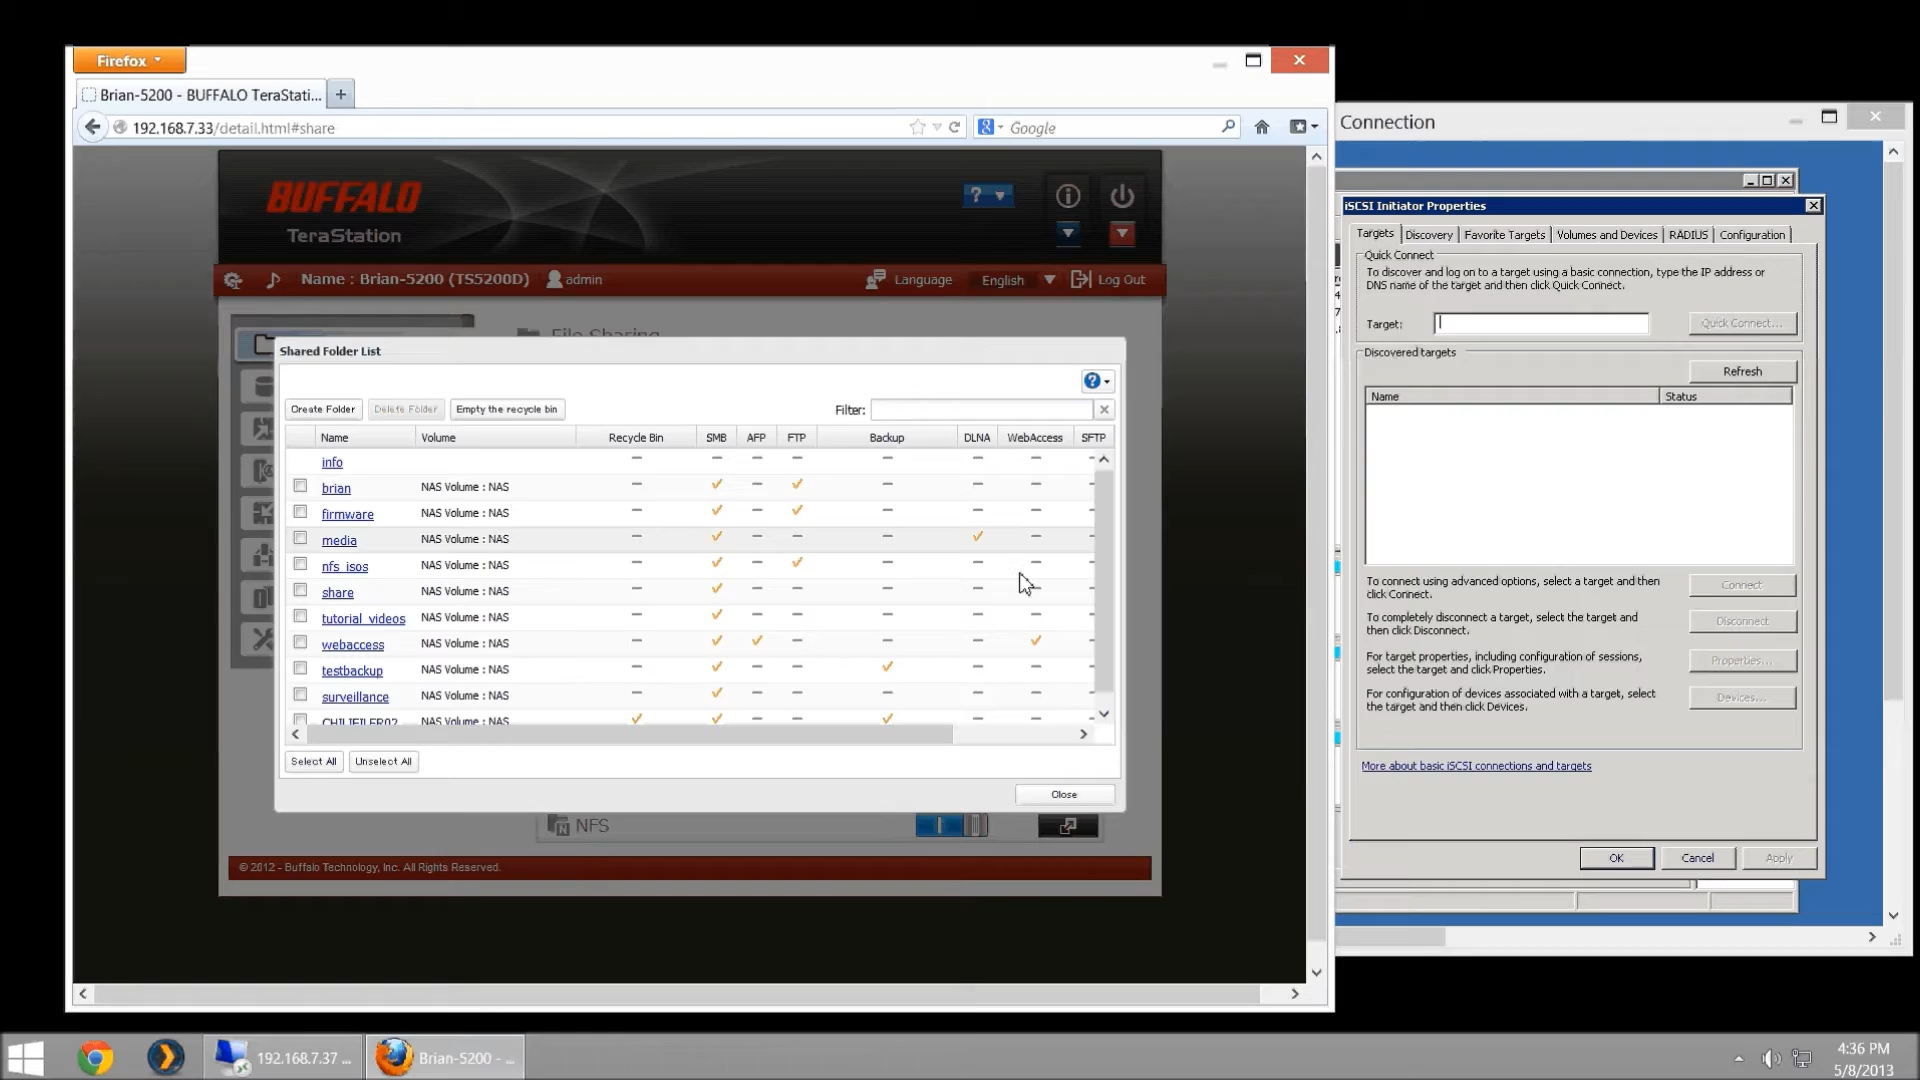 Firefox
Brian-5200 - BUFFALO TeraStati...
192.168.7.33/detail.html#share
Google
BUFFALO
TeraStation
?
Name : Brian-5200 (TS5200D)
admin
Language
English
Log Out
File Sharing
Shared Folder List
Create Folder
Delete Folder
Empty the recycle bin
Filter:
Name Volume Recycle Bin SMB AFP FTP Backup DLNA WebAccess SFTP
info
brian NAS Volume : NAS
firmware NAS Volume : NAS
media NAS Volume : NAS
nfs_isos NAS Volume : NAS
share NAS Volume : NAS
tutorial_videos NAS Volume : NAS
webaccess NAS Volume : NAS
testbackup NAS Volume : NAS
surveillance NAS Volume : NAS
CHILIFILER02 NAS Volume : NAS
Select All
Unselect All
Close
NFS
© 2012 - Buffalo Technology, Inc. All Rights Reserved.
Connection
iSCSI Initiator Properties
Targets Discovery Favorite Targets Volumes and Devices RADIUS Configuration
Quick Connect
To discover and log on to a target using a basic connection, type the IP address or
DNS name of the target and then click Quick Connect.
Target:
Quick Connect...
Discovered targets
Refresh
Name Status
To connect using advanced options, select a target and then
click Connect.
Connect
To completely disconnect a target, select the target and
then click Disconnect.
Disconnect
For target properties, including configuration of sessions,
select the target and click Properties.
Properties...
For configuration of devices associated with a target, select
the target and then click Devices.
Devices...
More about basic iSCSI connections and targets
OK
Cancel
Apply
192.168.7.37 ...
Brian-5200 - ...
4:36 PM
5/8/2013